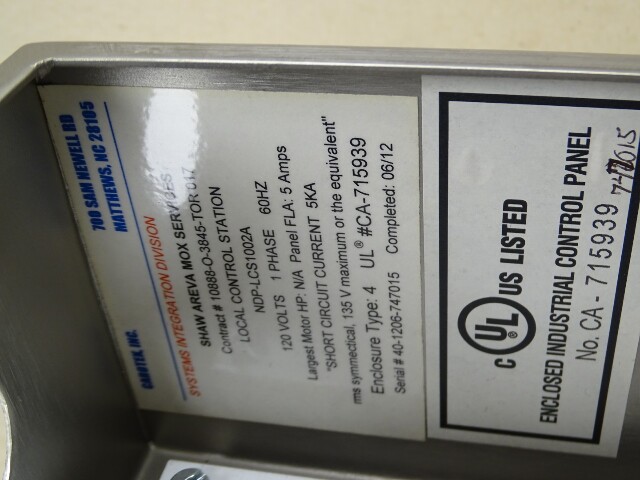 CAROTEK, INC.
700 SAM NEWELL RD
MATTHEWS, NC 28105
SYSTEMS INTEGRATION DIVISION
SHAW AREVA MOX SERVICES
Contract # 10888-O-3845-TOR 017
LOCAL CONTROL STATION
NDP-LCS1002A
120 VOLTS 1 PHASE 60HZ
Largest Motor HP: N/A Panel FLA: 5 Amps
"SHORT CIRCUIT CURRENT 5KA
rms symmectical, 135 V maximum or the equivalent"
Enclosure Type: 4 UL ® #CA-715939
Serial # 40-1206-747015 Completed: 06/12
C UL US LISTED
ENCLOSED INDUSTRIAL CONTROL PANEL
No. CA - 715939